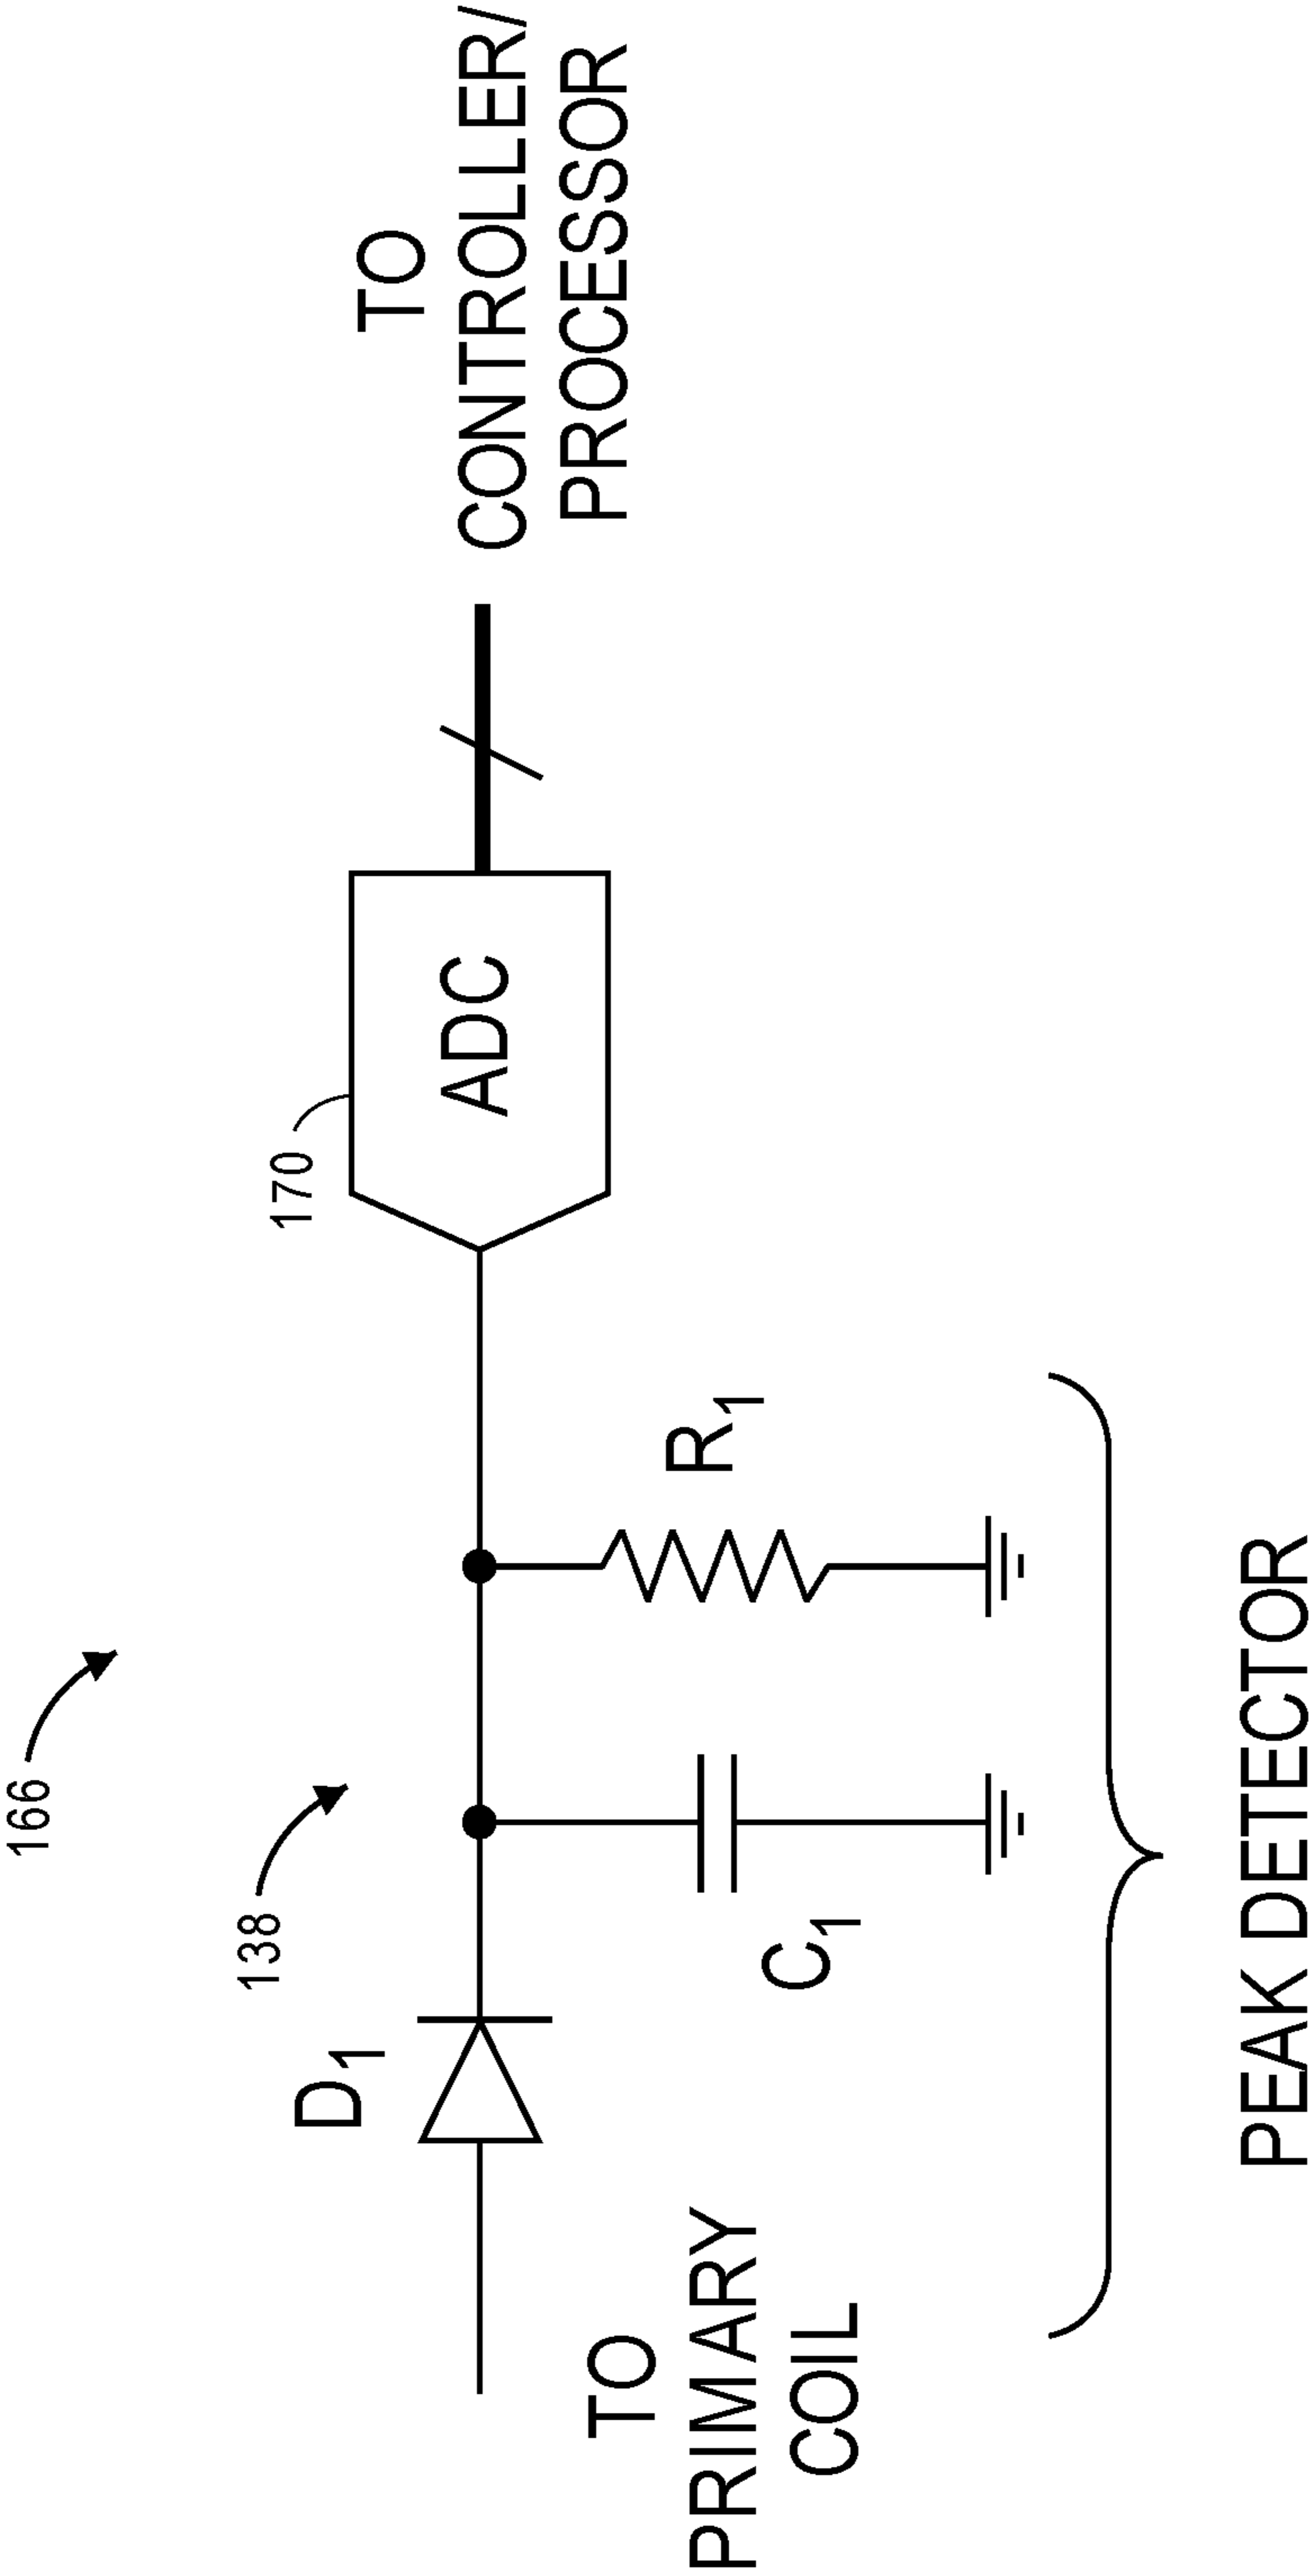 166
138
170
D1
TO
PRIMARY
COIL
C1
R1
ADC
TO
CONTROLLER/
PROCESSOR
PEAK DETECTOR